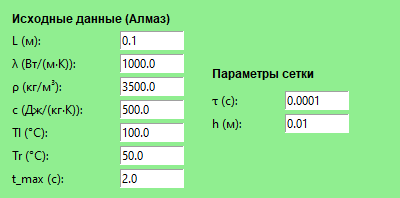 Исходные данные (Алмаз)
L (м): 0.1
λ (Вт/(м·К)): 1000.0
ρ (кг/м³): 3500.0
c (Дж/(кг·К)): 500.0
Tl (°C): 100.0
Tr (°C): 50.0
t_max (с): 2.0
Параметры сетки
τ (с): 0.0001
h (м): 0.01